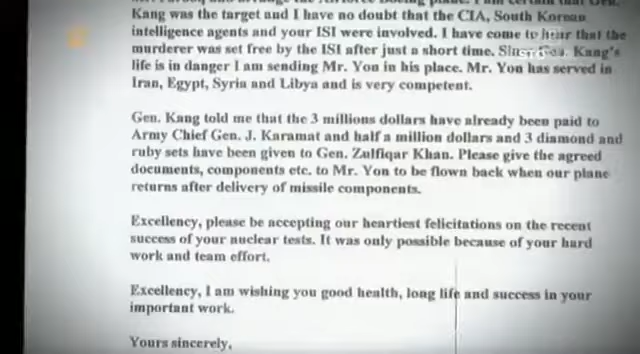 Kang was the target and I have no doubt that the CIA, South Korean
intelligence agents and your ISI were involved. I have come to hear that the
murderer was set free by the ISI after just a short time. Kang's
life is in danger I am sending Mr. You in his place. Mr. You has served in
Iran, Egypt, Syria and Libya and is very competent.
Gen. Kang told me that the 3 millions dollars have already been paid to
Army Chief Gen. J. Karamat and half a million dollars and 3 diamond and
ruby sets have been given to Gen. Zulfiqar Khan. Please give the agreed
documents, components etc. to Mr. Yon to be flown back when our plane
returns after delivery of missile components.
Excellency, please be accepting our heartiest felicitations on the recent
success of your nuclear tests. It was only possible because of your hard
work and team effort.
Excellency, I am wishing you good health, long life and success in your
important work.
Yours sincerely,